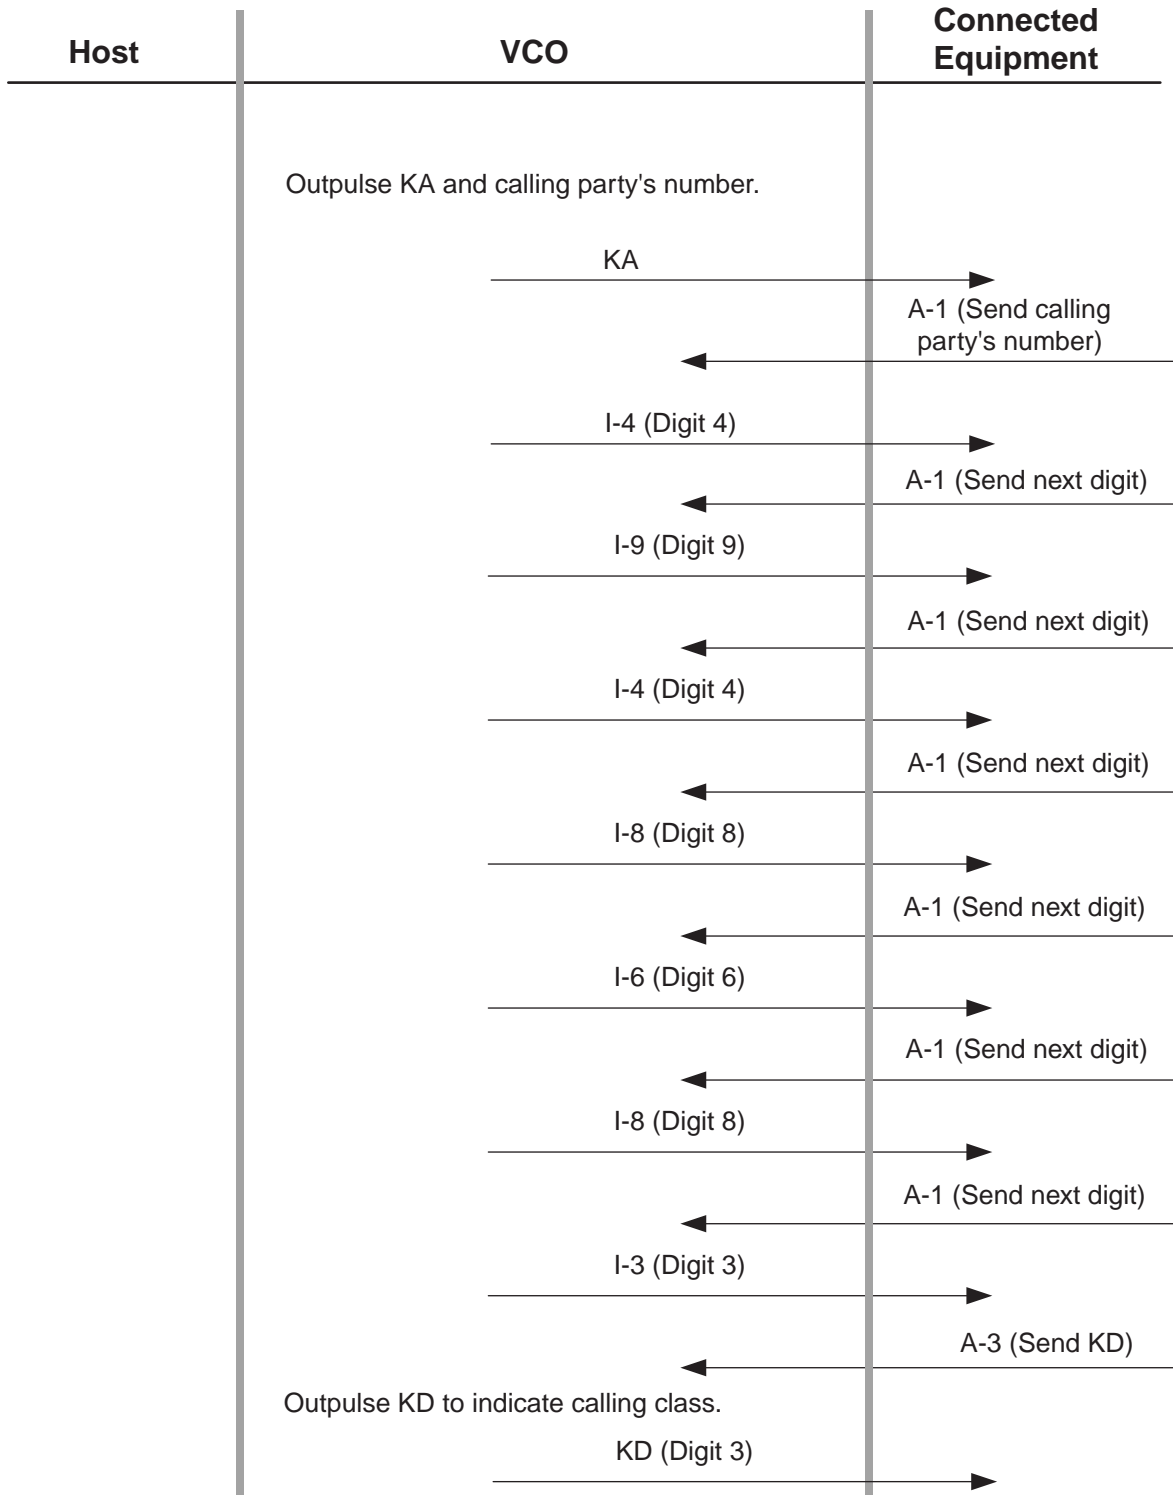 Host
VCO
Connected
Equipment
Outpulse KA and calling party's number.
KA
A-1 (Send calling
party's number)
I-4 (Digit 4)
A-1 (Send next digit)
I-9 (Digit 9)
A-1 (Send next digit)
I-4 (Digit 4)
A-1 (Send next digit)
I-8 (Digit 8)
A-1 (Send next digit)
I-6 (Digit 6)
A-1 (Send next digit)
I-8 (Digit 8)
A-1 (Send next digit)
I-3 (Digit 3)
A-3 (Send KD)
Outpulse KD to indicate calling class.
KD (Digit 3)